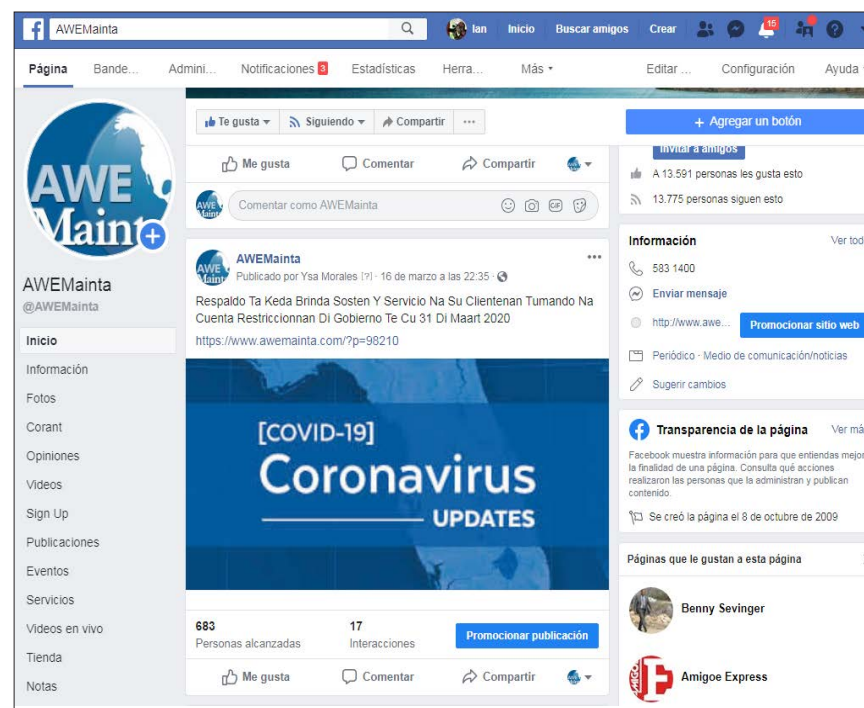 AWEMainta
Ian
Inicio
Buscar amigos
Crear
15
Página
Bande...
Admini...
Notificaciones 3
Estadísticas
Herra...
Más
Editar ...
Configuración
Ayuda
AWE
Mainta
AWEMainta
@AWEMainta
Inicio
Información
Fotos
Corant
Opiniones
Videos
Sign Up
Publicaciones
Eventos
Servicios
Videos en vivo
Tienda
Notas
Te gusta
Siguiendo
Compartir
...
Me gusta
Comentar
Compartir
Comentar como AWEMainta
GIF
AWEMainta
Publicado por Ysa Morales [?] · 16 de marzo a las 22:35 ·
Respaldo Ta Keda Brinda Sosten Y Servicio Na Su Clientenan Tumando Na
Cuenta Restriccionnan Di Gobierno Te Cu 31 Di Maart 2020
https://www.awemainta.com/?p=98210
[COVID-19]
Coronavirus
UPDATES
683
Personas alcanzadas
17
Interacciones
Promocionar publicación
Me gusta
Comentar
Compartir
+ Agregar un botón
Invitar a amigos
A 13.591 personas les gusta esto
13.775 personas siguen esto
Información
Ver tod
583 1400
Enviar mensaje
http://www.awe...
Promocionar sitio web
Periódico · Medio de comunicación/noticias
Sugerir cambios
Transparencia de la página
Ver má
Facebook muestra información para que entiendas mejor
la finalidad de una página. Consulta qué acciones
realizaron las personas que la administran y publican
contenido.
Se creó la página el 8 de octubre de 2009
Páginas que le gustan a esta página
Benny Sevinger
Amigoe Express